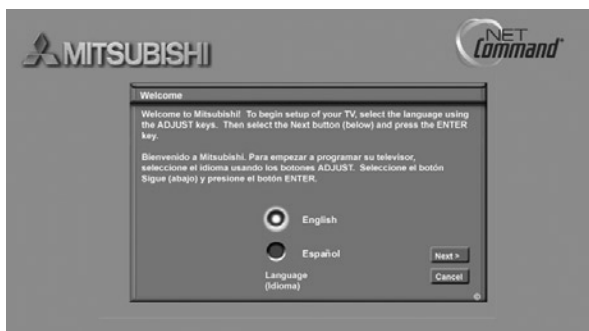 MITSUBISHI
NET
Command
Welcome
Welcome to Mitsubishi! To begin setup of your TV, select the language using
the ADJUST keys. Then select the Next button (below) and press the ENTER
key.
Bienvenido a Mitsubishi. Para empezar a programar su televisor,
seleccione el idioma usando los botones ADJUST. Seleccione el botón
Sigue (abajo) y presione el botón ENTER.
English
Español
Language
(Idioma)
Next >
Cancel
©